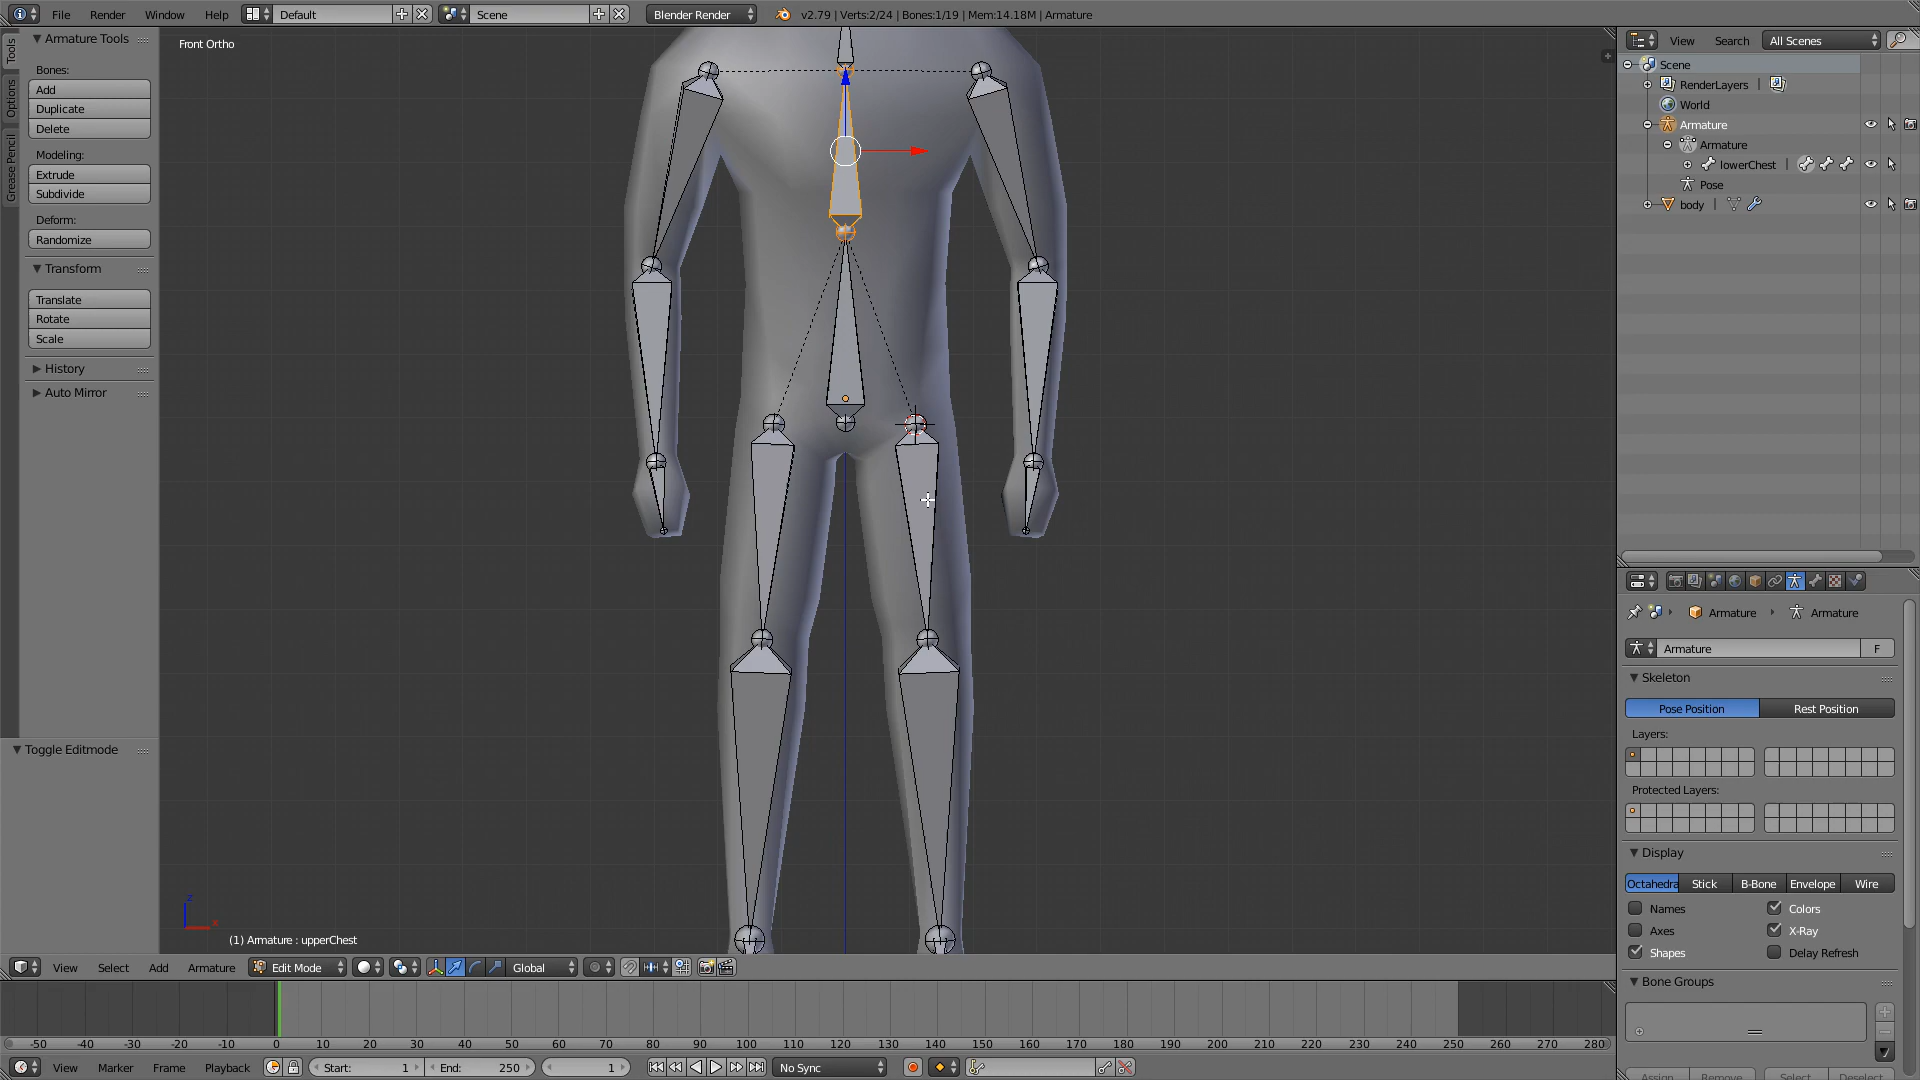 File Render Window Help Default Scene Blender Render v2.79 | Verts:2/24 | Bones:1/19 | Mem:14.18M | Armature
Tools
Options
Grease Pencil
Armature Tools
Bones:
Add
Duplicate
Delete
Modeling:
Extrude
Subdivide
Deform:
Randomize
Transform
Translate
Rotate
Scale
History
Auto Mirror
Toggle Editmode
Front Ortho
z
x
(1) Armature : upperChest
View Search All Scenes
Scene
RenderLayers |
World
Armature
Armature
lowerChest |
Pose
body |
Armature Armature
Armature F
Skeleton
Pose Position Rest Position
Layers:
Protected Layers:
Display
Octahedra Stick B-Bone Envelope Wire
Names Colors
Axes X-Ray
Shapes Delay Refresh
Bone Groups
Assign Remove Select Deselect
View Select Add Armature Edit Mode Global
-50 -40 -30 -20 -10 0 10 20 30 40 50 60 70 80 90 100 110 120 130 140 150 160 170 180 190 200 210 220 230 240 250 260 270 280
View Marker Frame Playback Start: 1 End: 250 1 No Sync